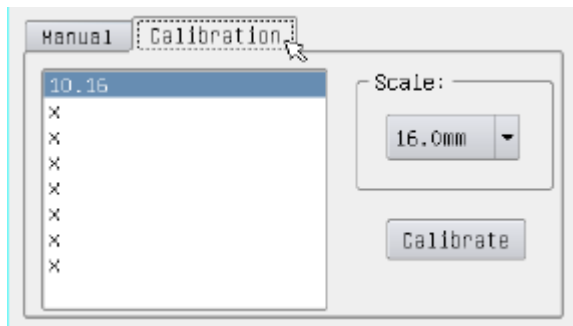 Manual Calibration
10.16
x
x
x
x
x
x
x
Scale:
16.0mm
Calibrate